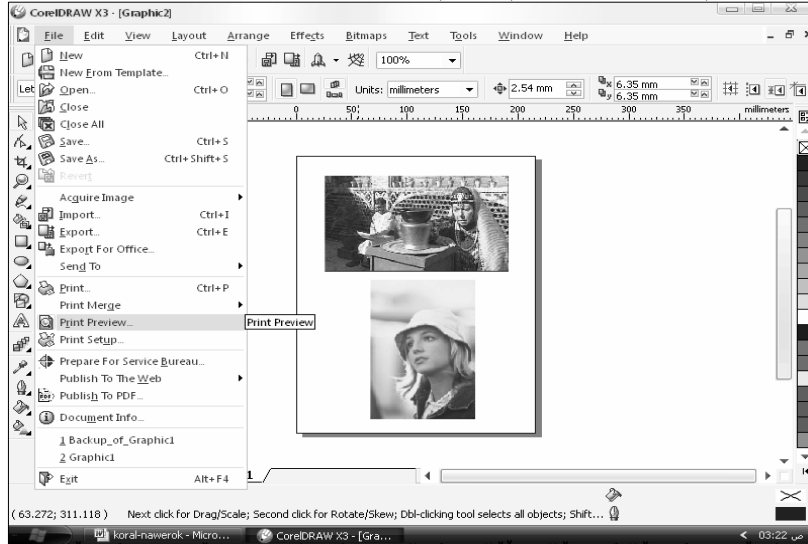 CorelDRAW X3 - [Graphic2]
File Edit View Layout Arrange Effects Bitmaps Text Tools Window Help
100%
Let
Units: millimeters
2.54 mm
x 6.35 mm
y 6.35 mm
0 50 100 150 200 250 300 350 millimeters
New Ctrl+N
New From Template...
Open... Ctrl+O
Close
Close All
Save... Ctrl+S
Save As... Ctrl+Shift+S
Revert
Acquire Image
Import... Ctrl+I
Export... Ctrl+E
Export For Office...
Send To
Print... Ctrl+P
Print Merge
Print Preview...
Print Preview
Print Setup...
Prepare For Service Bureau...
Publish To The Web
Publish To PDF...
Document Info...
1 Backup_of_Graphic1
2 Graphic1
Exit Alt+F4
1
( 63.272; 311.118 ) Next click for Drag/Scale; Second click for Rotate/Skew; Dbl-clicking tool selects all objects; Shift...
koral-nawerok - Micro...
CorelDRAW X3 - [Gra...
03:22 ص